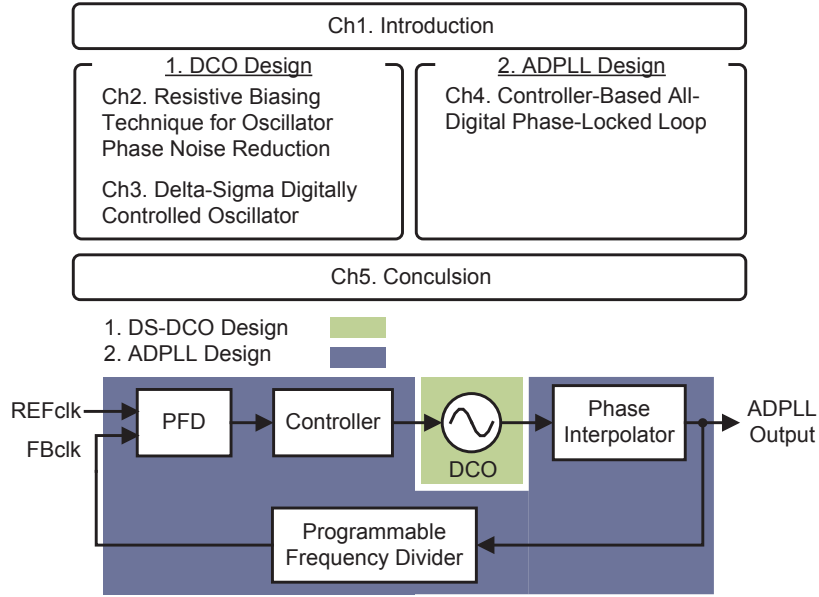 Ch1. Introduction
1. DCO Design
Ch2. Resistive Biasing
Technique for Oscillator
Phase Noise Reduction
Ch3. Delta-Sigma Digitally
Controlled Oscillator
2. ADPLL Design
Ch4. Controller-Based All-
Digital Phase-Locked Loop
Ch5. Conculsion
1. DS-DCO Design
2. ADPLL Design
REFclk
FBclk
PFD
Controller
DCO
Phase
Interpolator
ADPLL
Output
Programmable
Frequency Divider